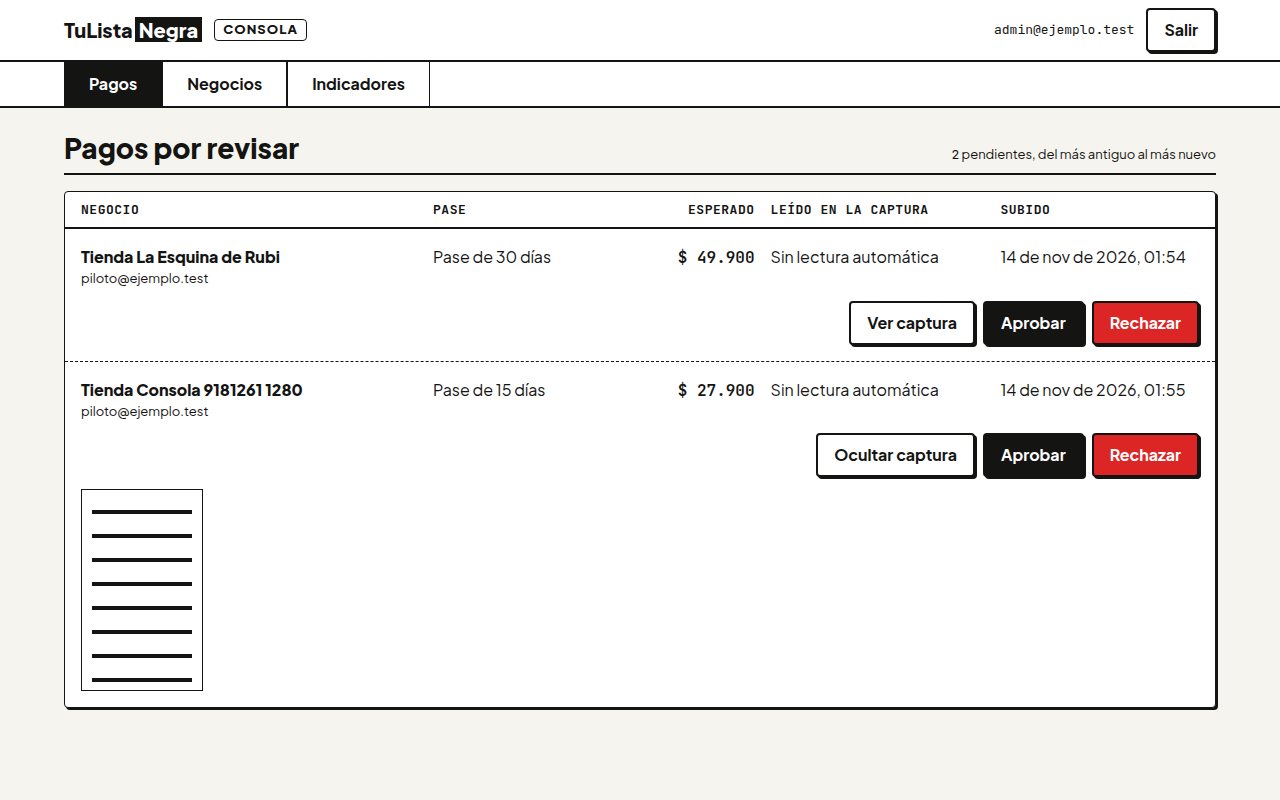 TuLista Negra CONSOLA admin@ejemplo.test Salir
Pagos Negocios Indicadores
Pagos por revisar 2 pendientes, del más antiguo al más nuevo
NEGOCIO PASE ESPERADO LEÍDO EN LA CAPTURA SUBIDO
Tienda La Esquina de Rubi Pase de 30 días $ 49.900 Sin lectura automática 14 de nov de 2026, 01:54
piloto@ejemplo.test
Ver captura Aprobar Rechazar
Tienda Consola 9181261 1280 Pase de 15 días $ 27.900 Sin lectura automática 14 de nov de 2026, 01:55
piloto@ejemplo.test
Ocultar captura Aprobar Rechazar